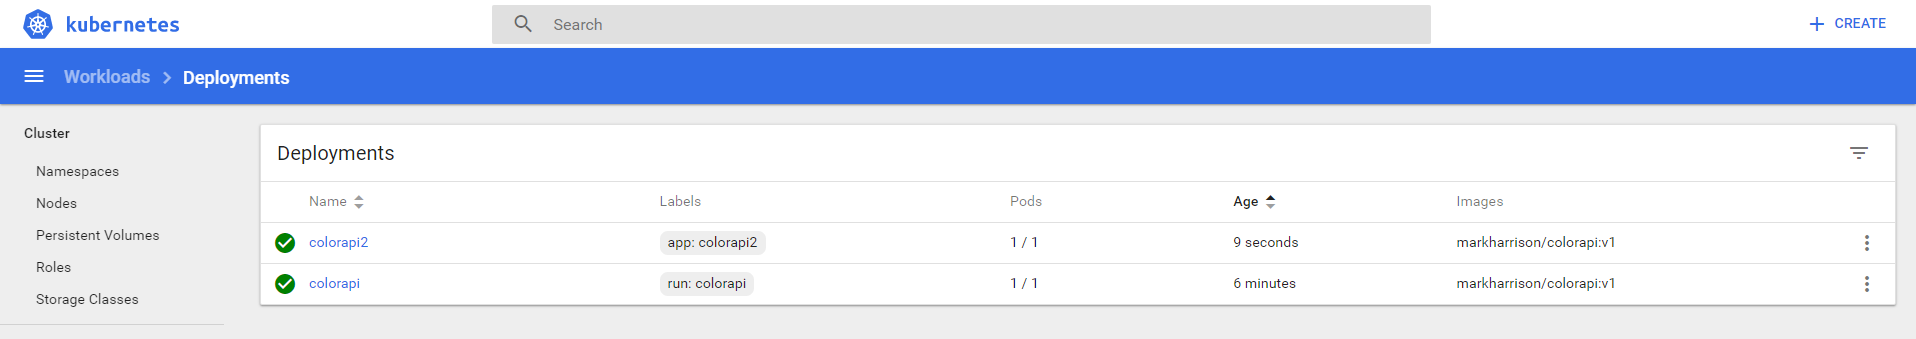 kubernetes
Search
CREATE
Workloads Deployments
Cluster
Namespaces
Nodes
Persistent Volumes
Roles
Storage Classes
Deployments
Name Labels Pods Age Images
colorapi2 app: colorapi2 1 / 1 9 seconds markharrison/colorapi:v1
colorapi run: colorapi 1 / 1 6 minutes markharrison/colorapi:v1